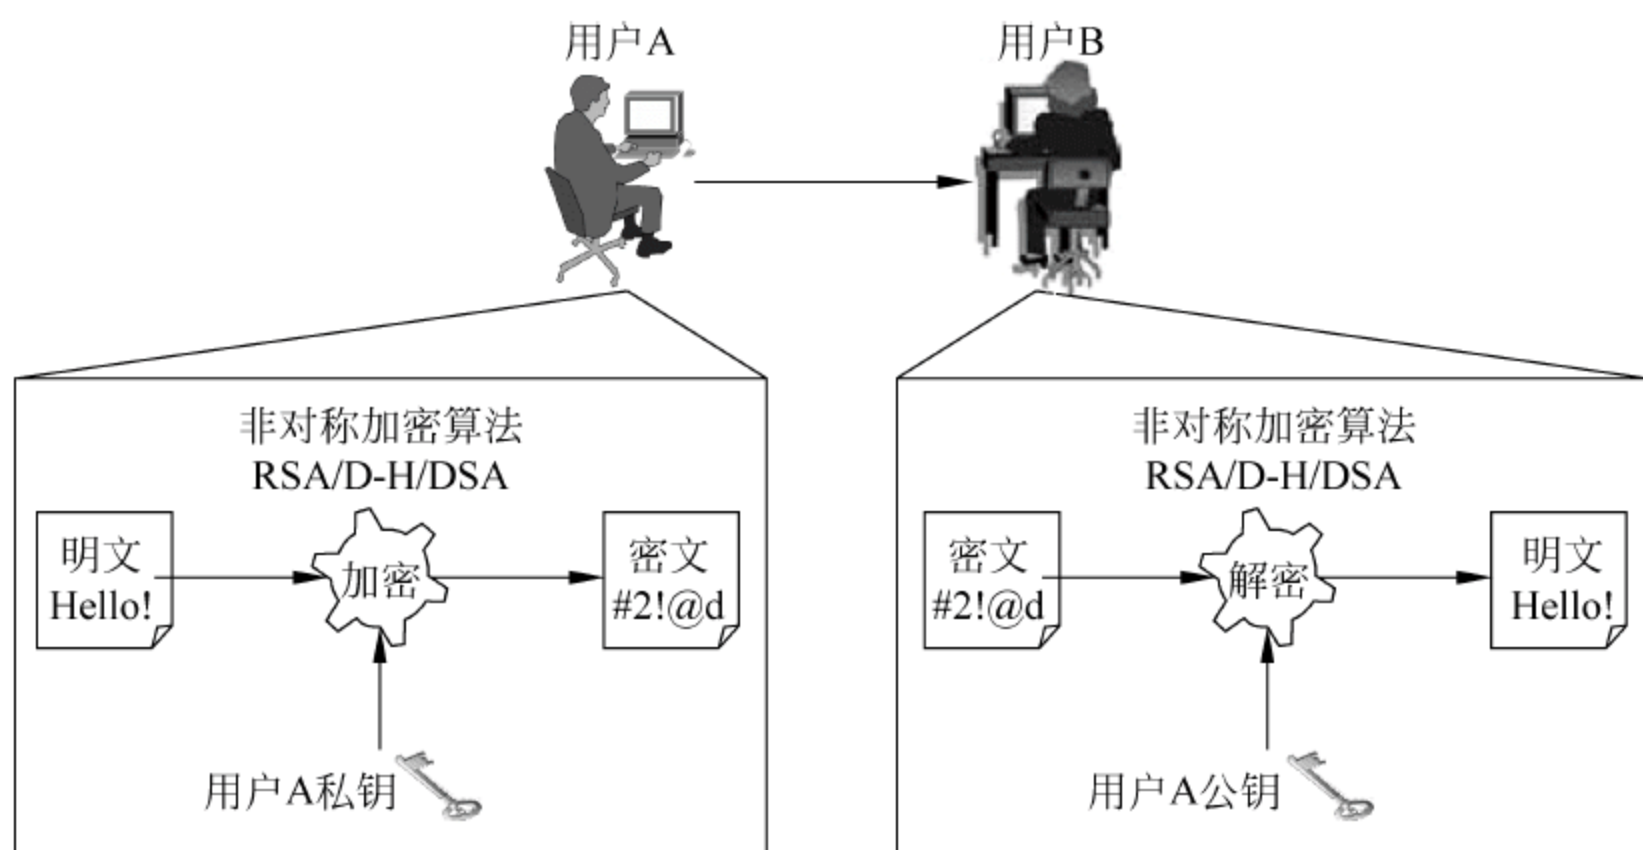 用户A
用户B
非对称加密算法
RSA/D-H/DSA
明文
Hello!
加密
密文
#2!@d
用户A私钥
非对称加密算法
RSA/D-H/DSA
密文
#2!@d
解密
明文
Hello!
用户A公钥